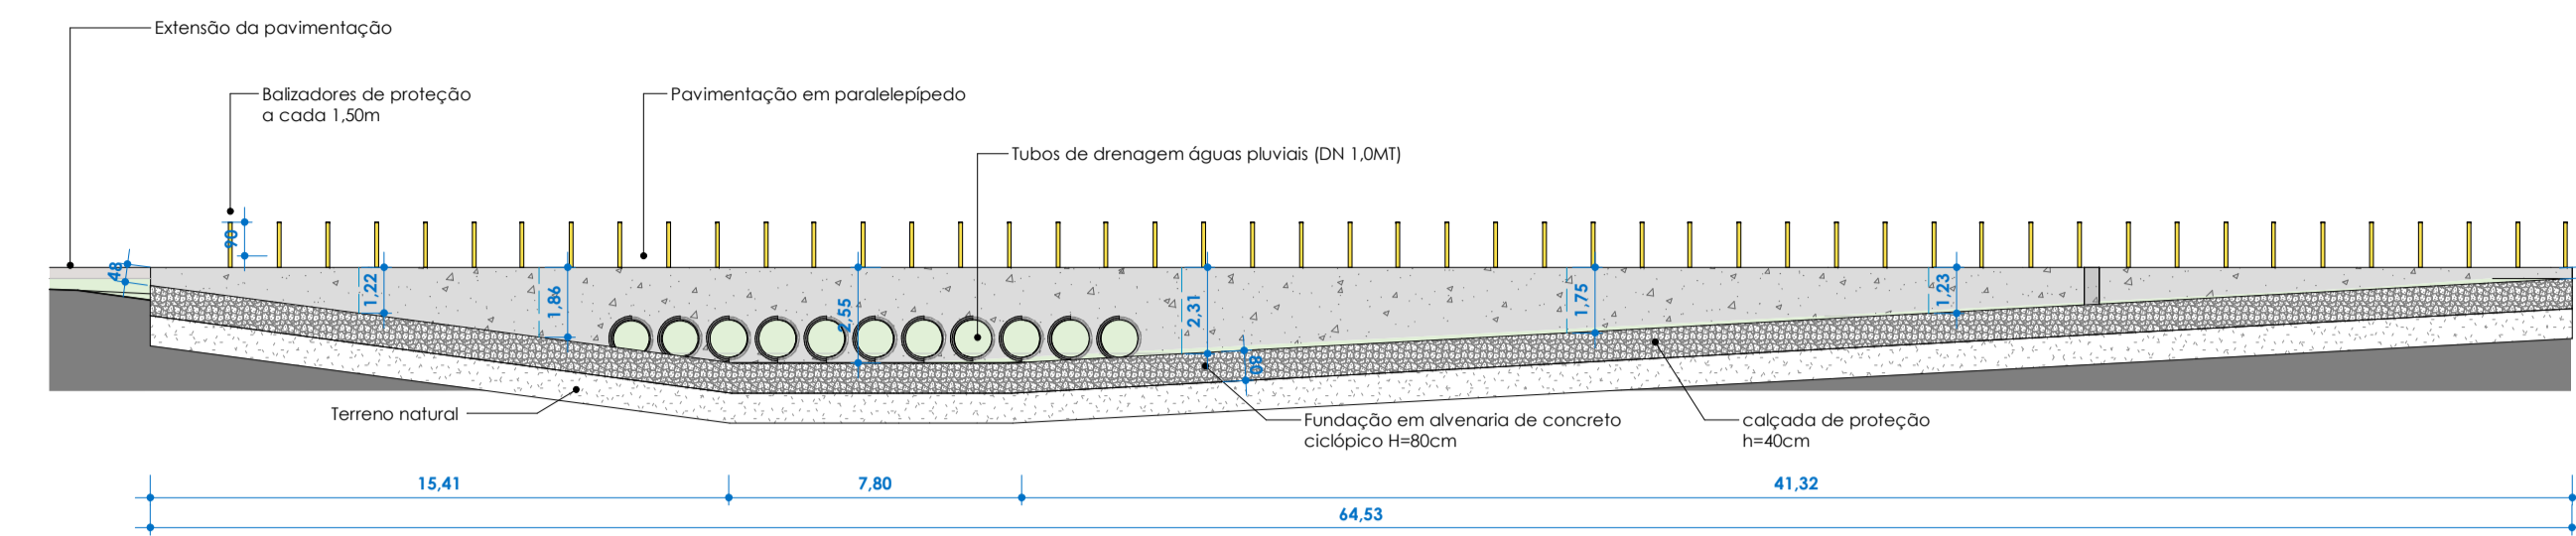 Extensão da pavimentação
Balizadores de proteção
a cada 1,50m
Pavimentação em paralelepípedo
Tubos de drenagem águas pluviais (DN 1,0MT)
90
48
1,22
1,86
2,55
2,31
1,75
1,23
80
Terreno natural
Fundação em alvenaria de concreto
ciclópico H=80cm
calçada de proteção
h=40cm
15,41
7,80
41,32
64,53